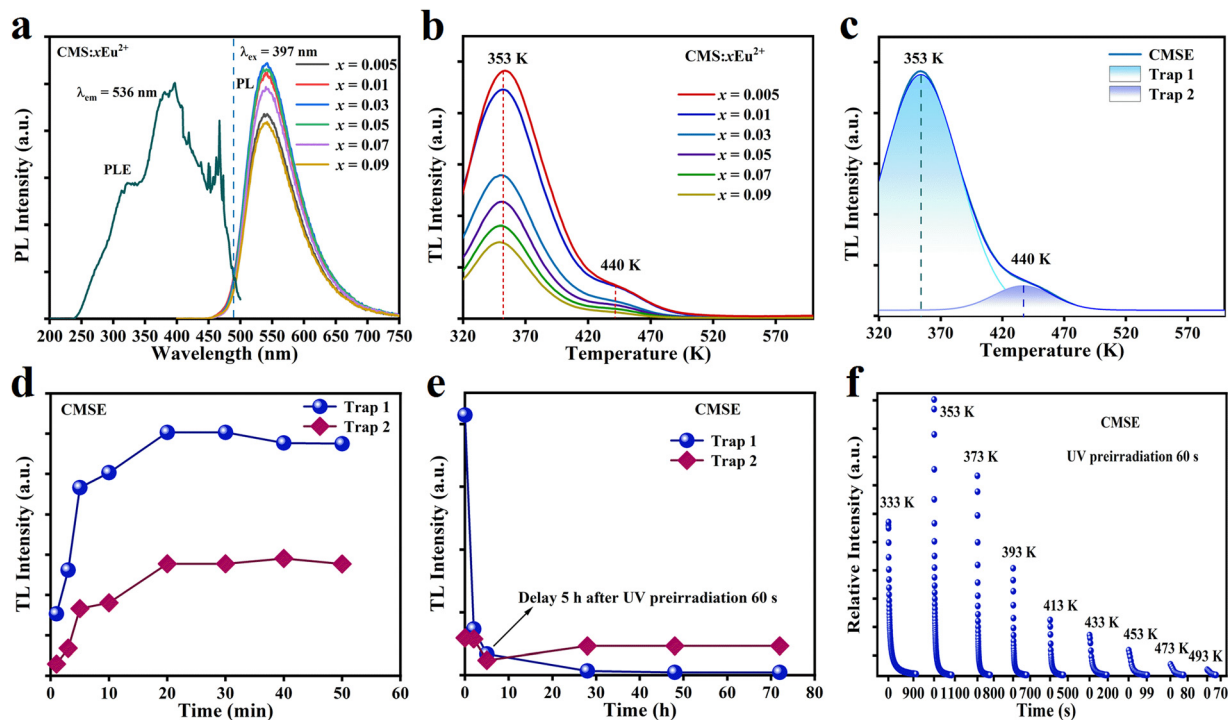 a
CMS:xEu²⁺
λex = 397 nm
PL
λem = 536 nm
PLE
x = 0.005
x = 0.01
x = 0.03
x = 0.05
x = 0.07
x = 0.09
PL Intensity (a.u.)
200 250 300 350 400 450 500 550 600 650 700 750
Wavelength (nm)
b
CMS:xEu²⁺
353 K
440 K
x = 0.005
x = 0.01
x = 0.03
x = 0.05
x = 0.07
x = 0.09
TL Intensity (a.u.)
320 370 420 470 520 570
Temperature (K)
c
353 K
440 K
CMSE
Trap 1
Trap 2
TL Intensity (a.u.)
320 370 420 470 520 570
Temperature (K)
d
CMSE
Trap 1
Trap 2
TL Intensity (a.u.)
0 10 20 30 40 50 60
Time (min)
e
CMSE
Trap 1
Trap 2
Delay 5 h after UV preirradiation 60 s
TL Intensity (a.u.)
0 10 20 30 40 50 60 70 80
Time (h)
f
CMSE
UV preirradiation 60 s
333 K
353 K
373 K
393 K
413 K
433 K
453 K
473 K
493 K
Relative Intensity (a.u.)
0 900 0 1100 0 800 0 700 0 500 0 200 0 99 0 80 0 70
Time (s)